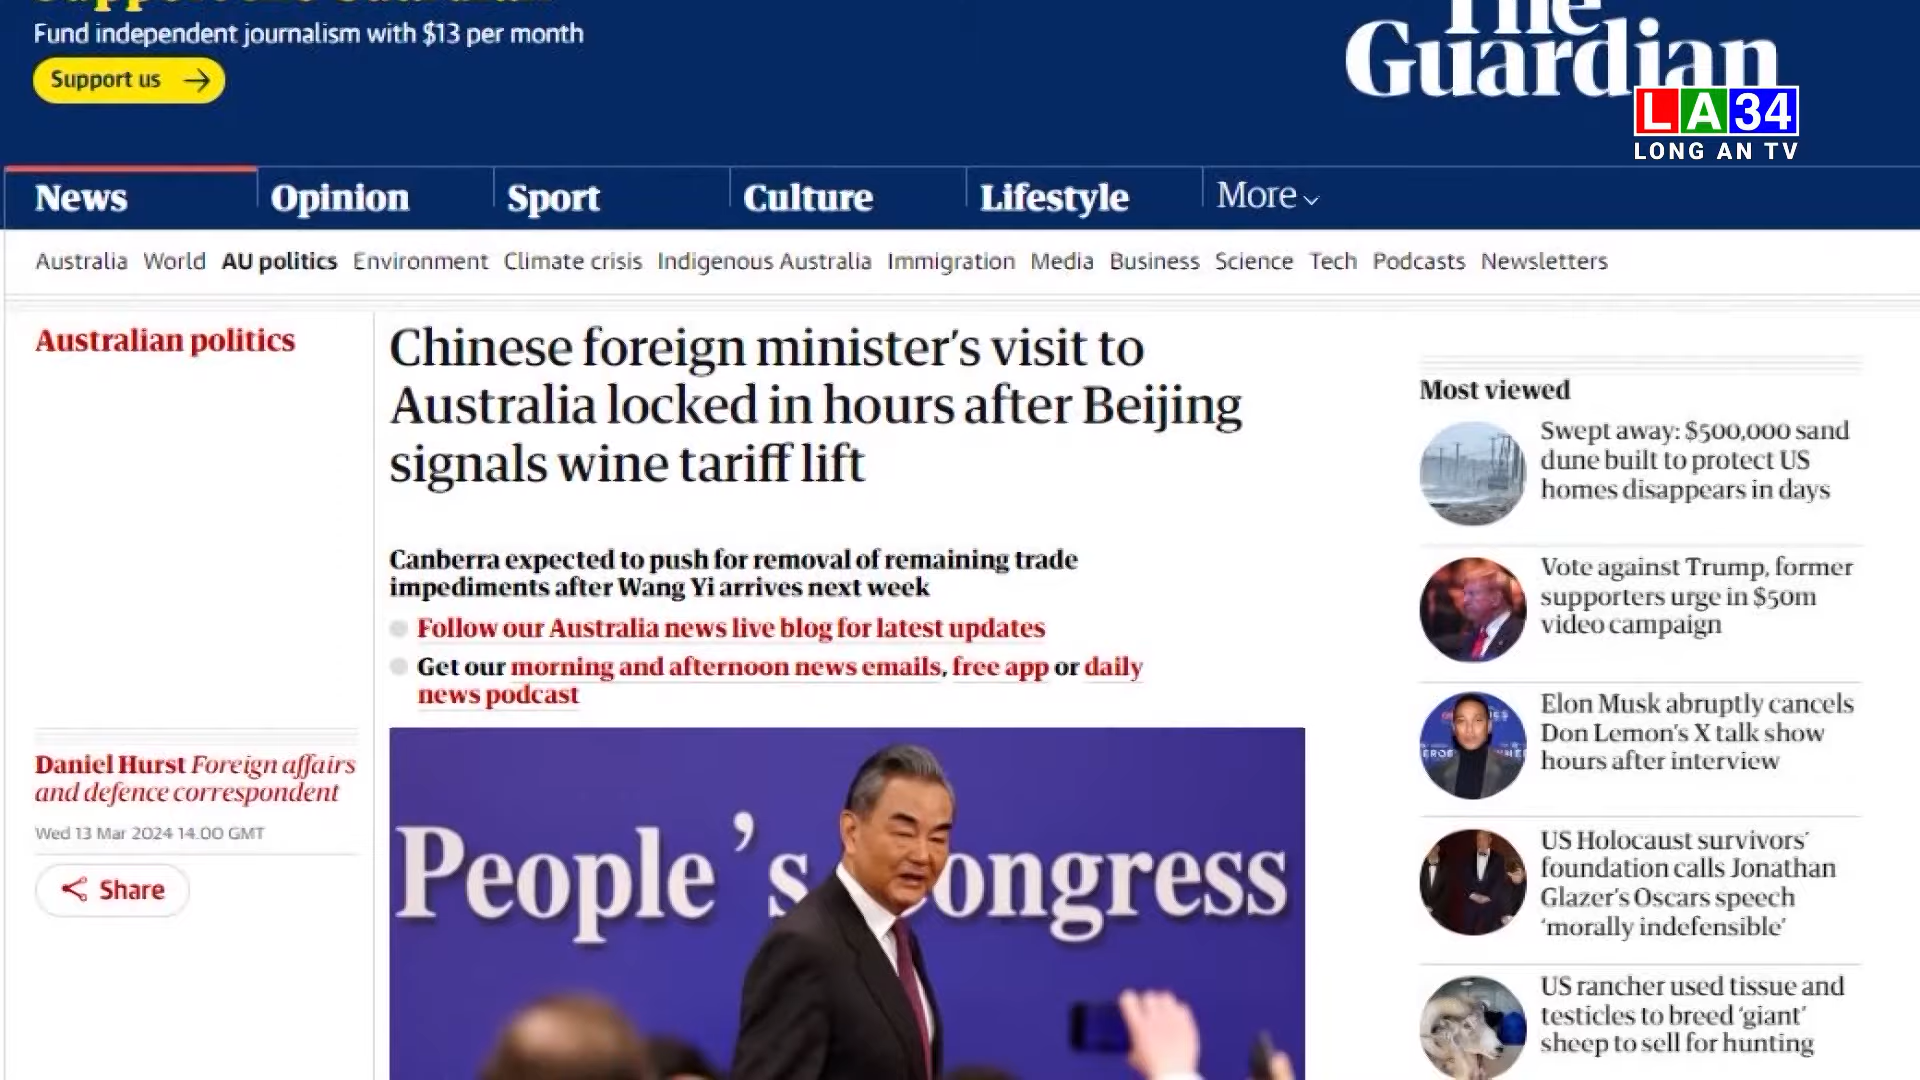 Support the Guardian
Fund independent journalism with $13 per month
Support us
The
Guardian
LA34
LONG AN TV
News
Opinion
Sport
Culture
Lifestyle
More
Australia World AU politics Environment Climate crisis Indigenous Australia Immigration Media Business Science Tech Podcasts Newsletters
Australian politics
Chinese foreign minister’s visit to
Australia locked in hours after Beijing
signals wine tariff lift
Canberra expected to push for removal of remaining trade
impediments after Wang Yi arrives next week
Follow our Australia news live blog for latest updates
Get our morning and afternoon news emails, free app or daily
news podcast
Daniel Hurst Foreign affairs
and defence correspondent
Wed 13 Mar 2024 14.00 GMT
Share
People’s Congress
Most viewed
Swept away: $500,000 sand
dune built to protect US
homes disappears in days
Vote against Trump, former
supporters urge in $50m
video campaign
Elon Musk abruptly cancels
Don Lemon’s X talk show
hours after interview
US Holocaust survivors’
foundation calls Jonathan
Glazer’s Oscars speech
‘morally indefensible’
US rancher used tissue and
testicles to breed ‘giant’
sheep to sell for hunting